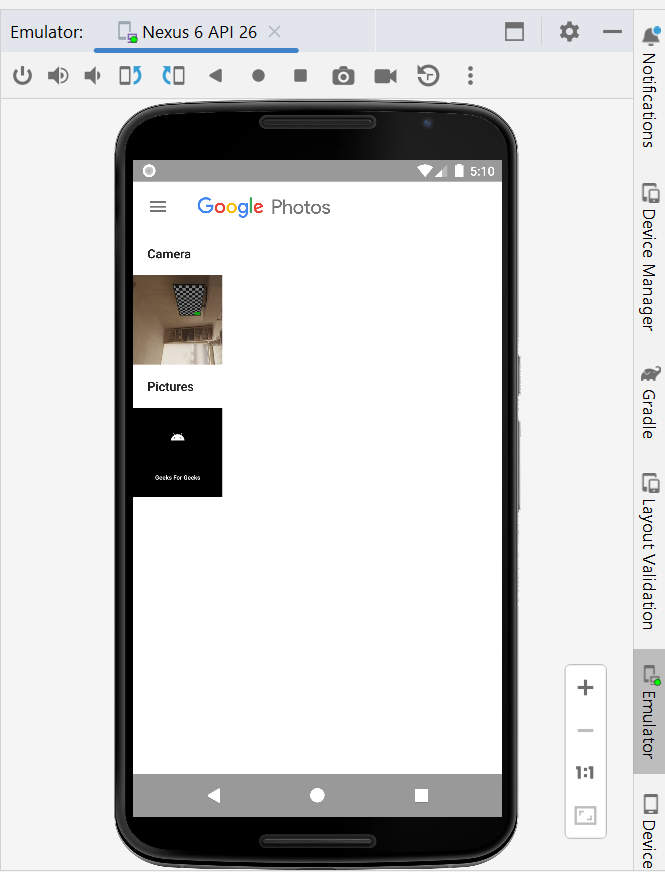 Emulator:
Nexus 6 API 26
5:10
Google Photos
Camera
Pictures
Geeks For Geeks
1:1
Notifications
Device Manager
Gradle
Layout Validation
Emulator
Device